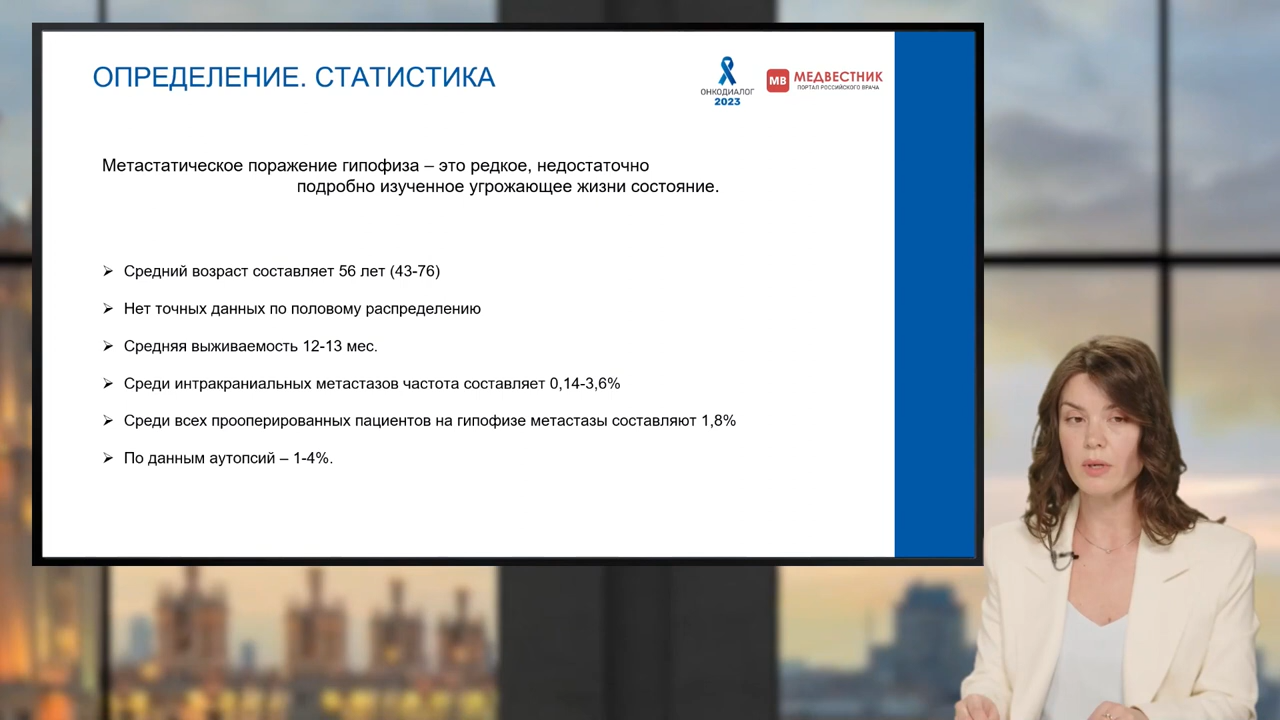 ОПРЕДЕЛЕНИЕ. СТАТИСТИКА
ОНКОДИАЛОГ
2023
МВ МЕДВЕСТНИК
ПОРТАЛ РОССИЙСКОГО ВРАЧА
Метастатическое поражение гипофиза – это редкое, недостаточно
подробно изученное угрожающее жизни состояние.
➢ Средний возраст составляет 56 лет (43-76)
➢ Нет точных данных по половому распределению
➢ Средняя выживаемость 12-13 мес.
➢ Среди интракраниальных метастазов частота составляет 0,14-3,6%
➢ Среди всех прооперированных пациентов на гипофизе метастазы составляют 1,8%
➢ По данным аутопсий – 1-4%.